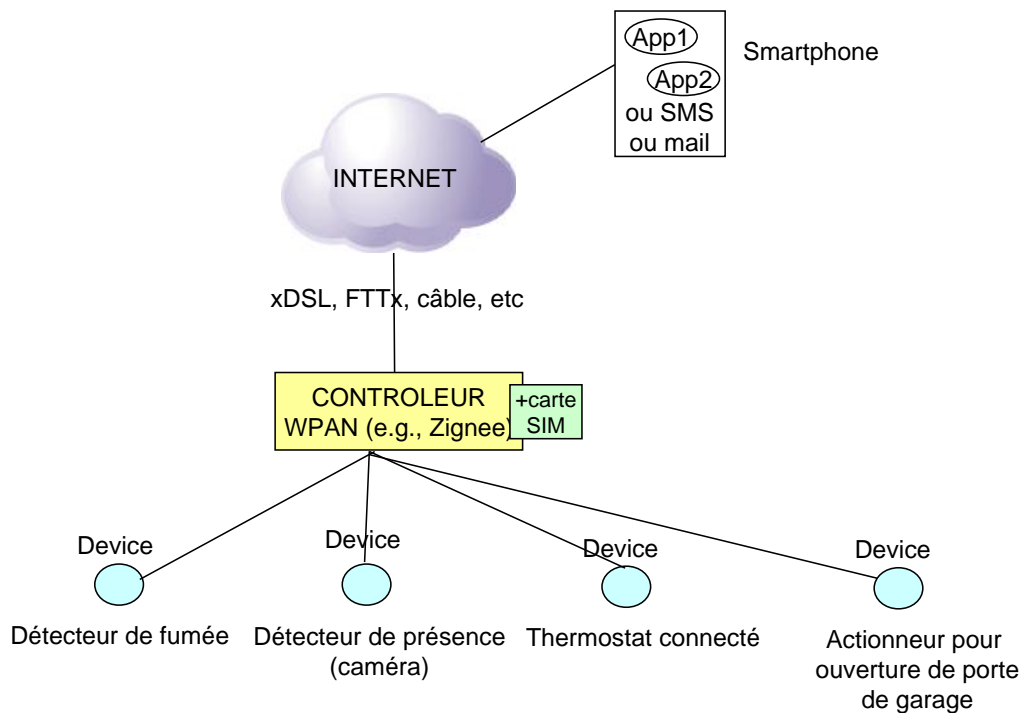 App1
Smartphone
App2
ou SMS
ou mail
INTERNET
xDSL, FTTx, câble, etc
CONTROLEUR
WPAN (e.g., Zignee)
+carte
SIM
Device
Device
Device
Device
Détecteur de fumée
Détecteur de présence
(caméra)
Thermostat connecté
Actionneur pour
ouverture de porte
de garage